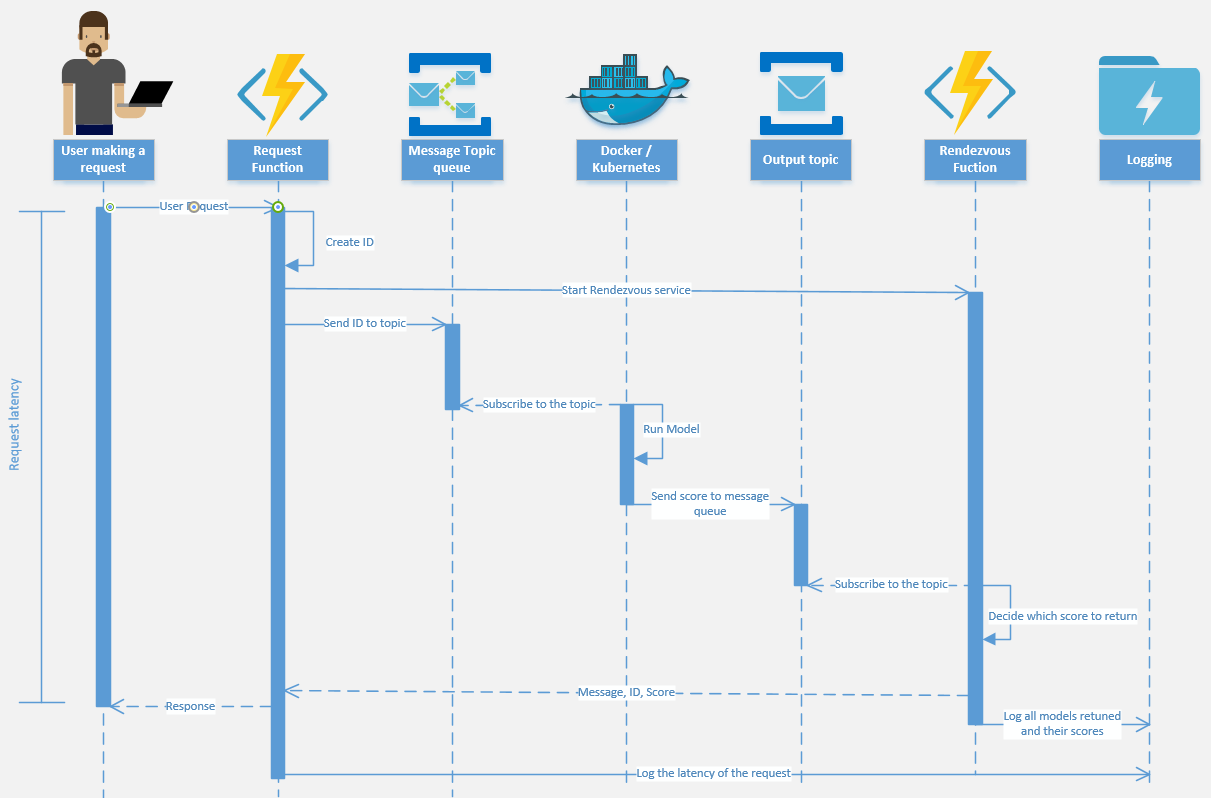 User making a
request
Request
Function
Message Topic
queue
Docker /
Kubernetes
Output topic
Rendezvous
Fuction
Logging
User Request
Create ID
Start Rendezvous service
Send ID to topic
Request latency
Subscribe to the topic
Run Model
Send score to message
queue
Subscribe to the topic
Decide which score to return
Message, ID, Score
Response
Log all models retuned
and their scores
Log the latency of the request